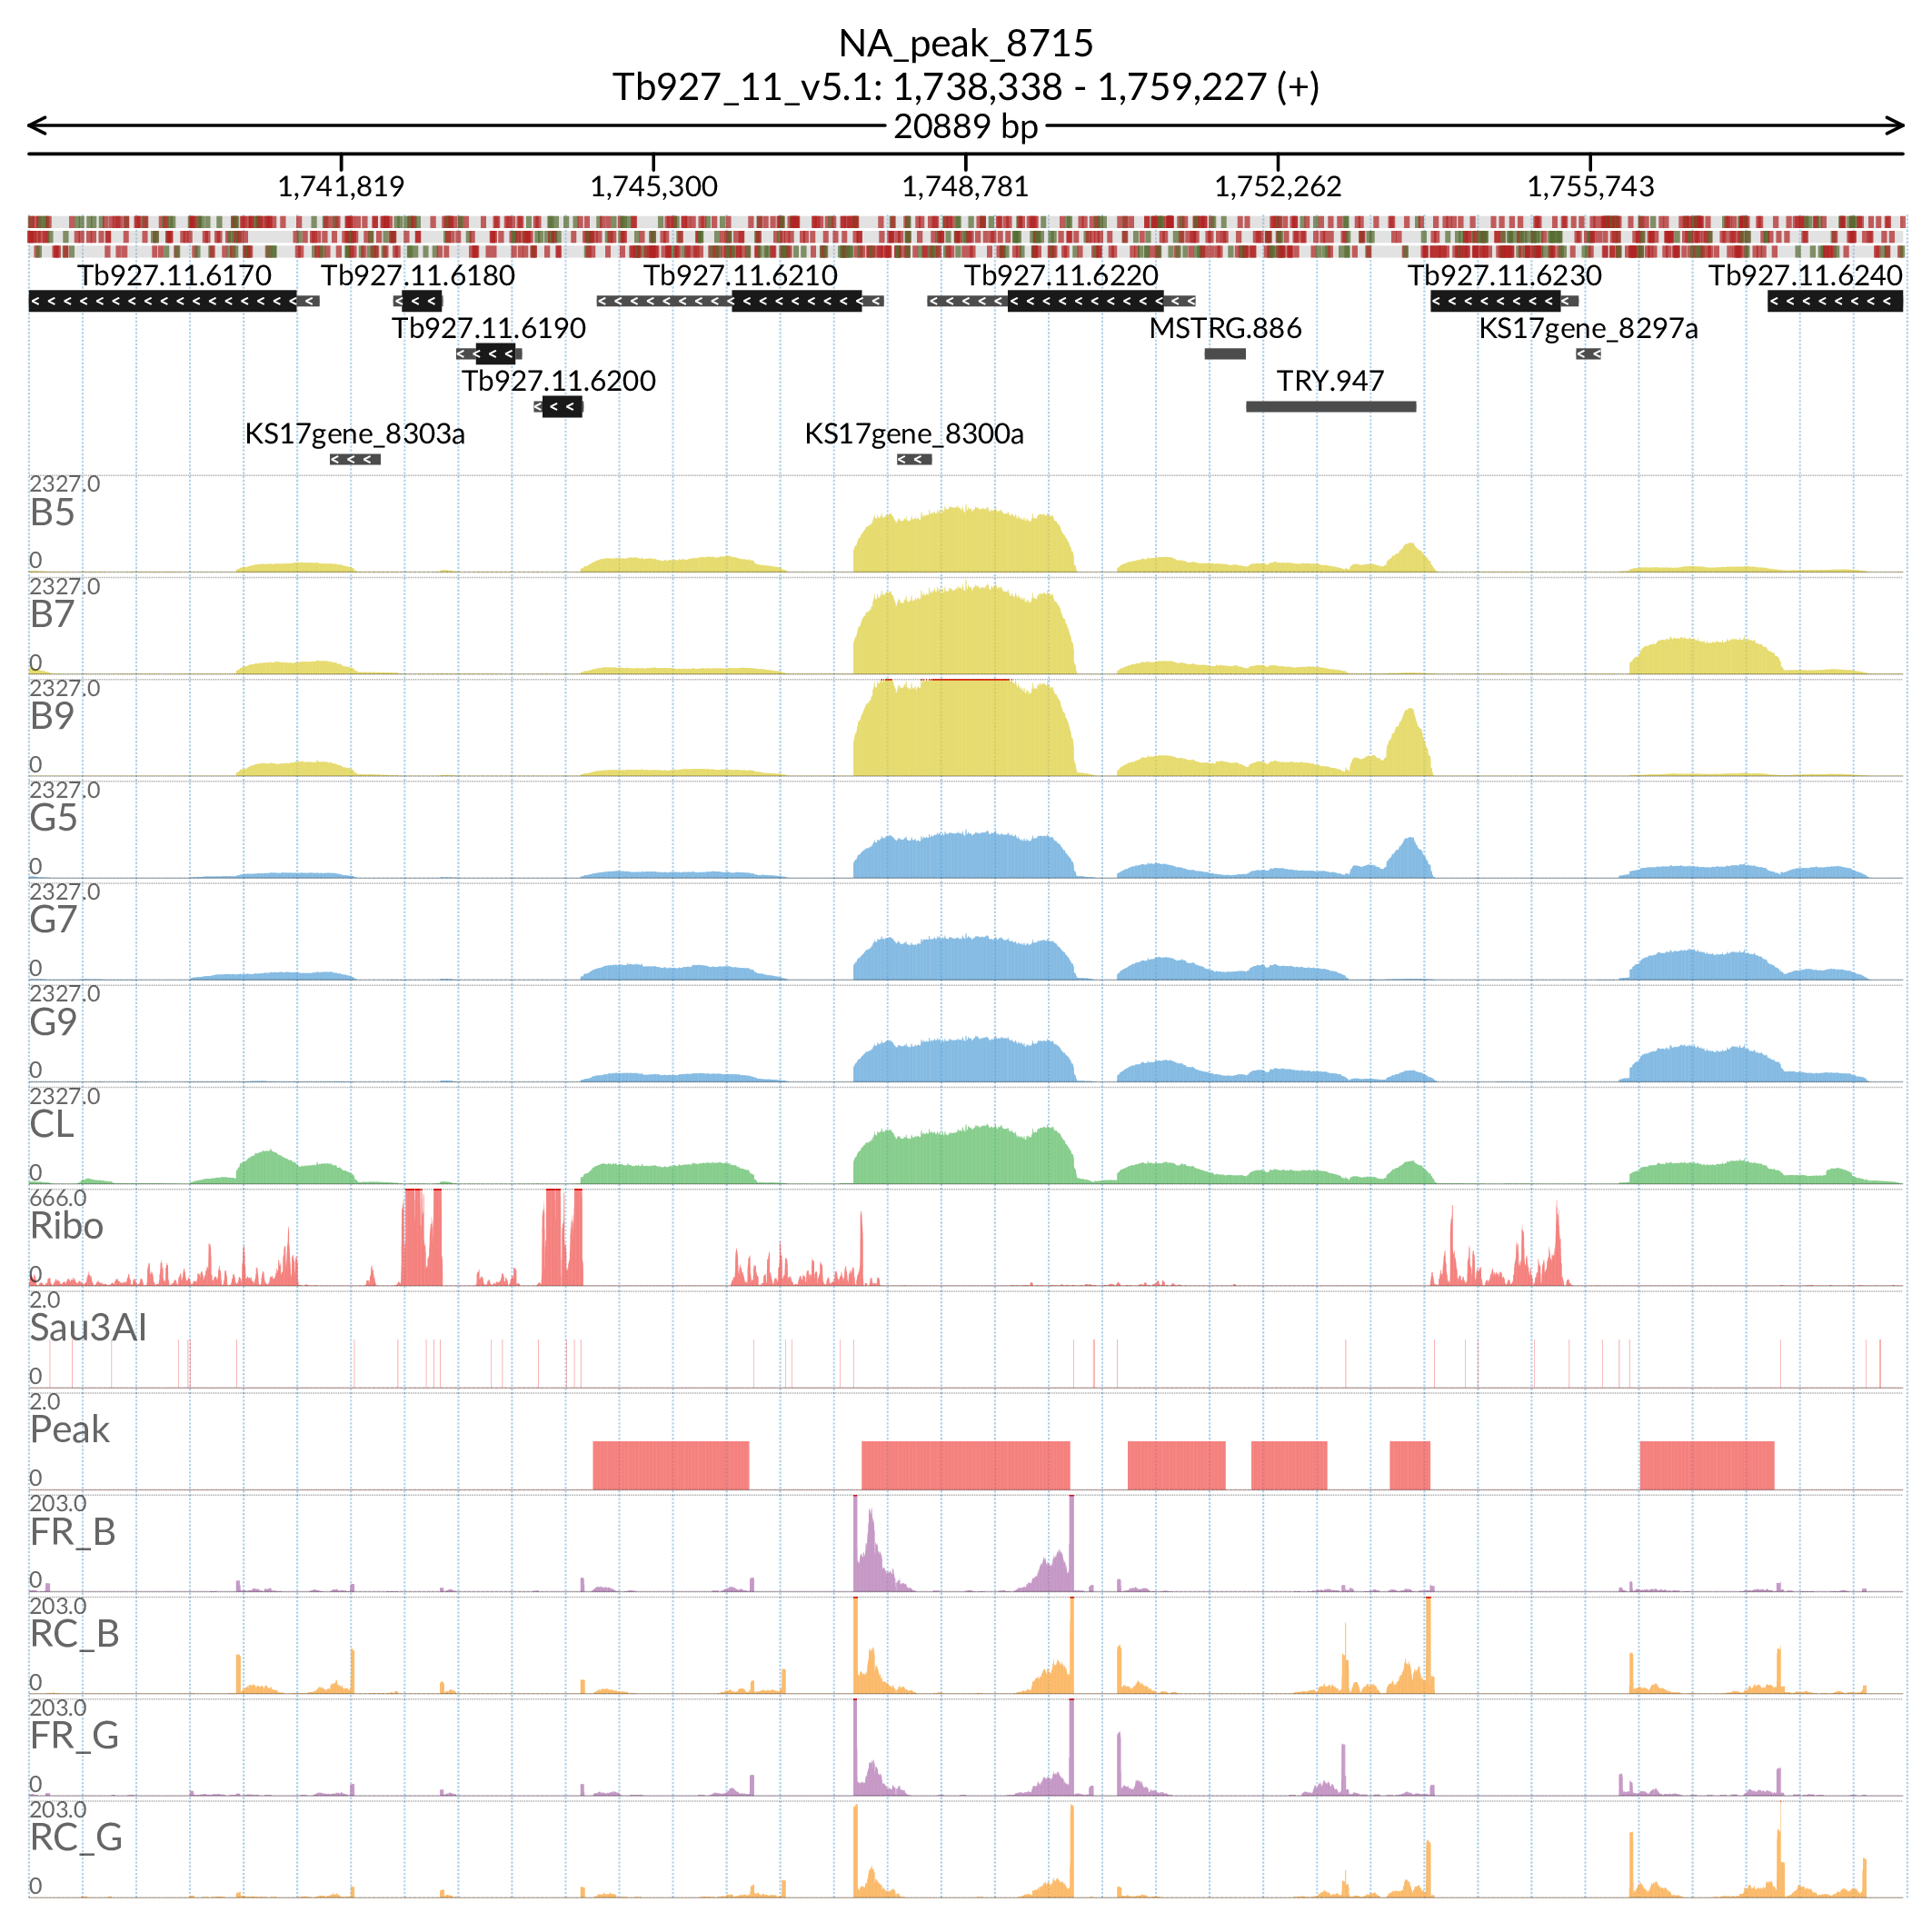 NA_peak_8715
Tb927_11_v5.1: 1,738,338 - 1,759,227 (+)
20889 bp
1,741,819 1,745,300 1,748,781 1,752,262 1,755,743
Tb927.11.6170 Tb927.11.6180 Tb927.11.6210 Tb927.11.6220 Tb927.11.6230 Tb927.11.6240
Tb927.11.6190 MSTRG.886 KS17gene_8297a
Tb927.11.6200 TRY.947
KS17gene_8303a KS17gene_8300a
2327.0
B5
0
2327.0
B7
0
2327.0
B9
0
2327.0
G5
0
2327.0
G7
0
2327.0
G9
0
2327.0
CL
0
666.0
Ribo
0
2.0
Sau3AI
0
2.0
Peak
0
203.0
FR_B
0
203.0
RC_B
0
203.0
FR_G
0
203.0
RC_G
0